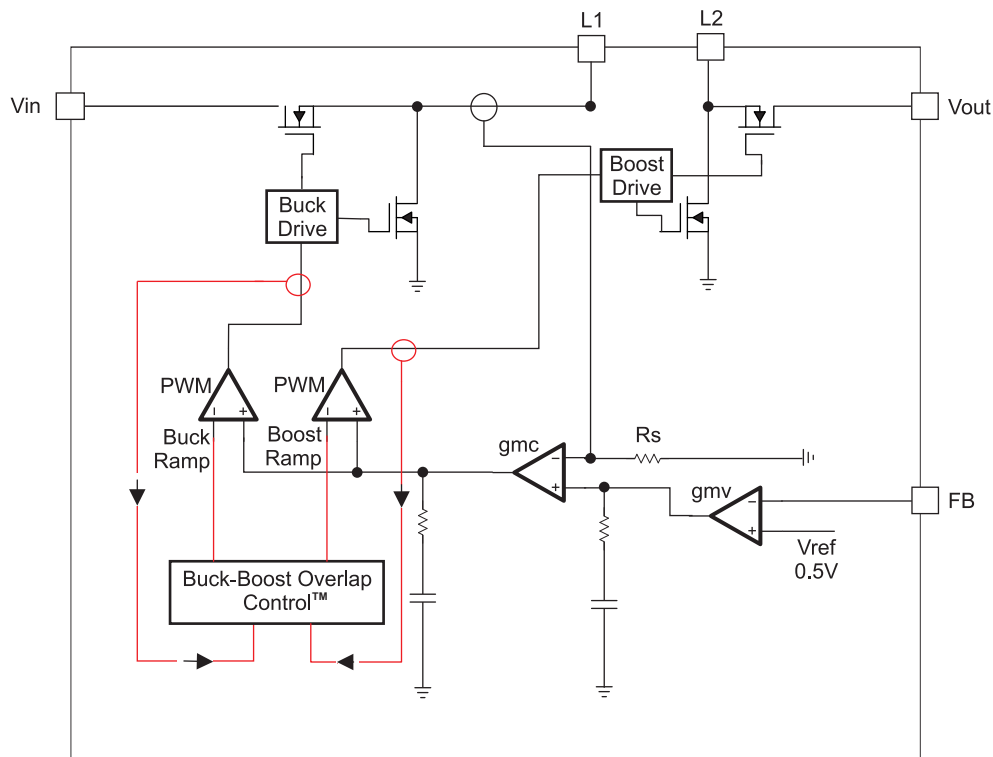 L1
L2
Vin
Vout
Boost
Drive
Buck
Drive
PWM
PWM
Buck
Ramp
Boost
Ramp
gmc
Rs
gmv
FB
Vref
0.5V
Buck-Boost Overlap
Control™